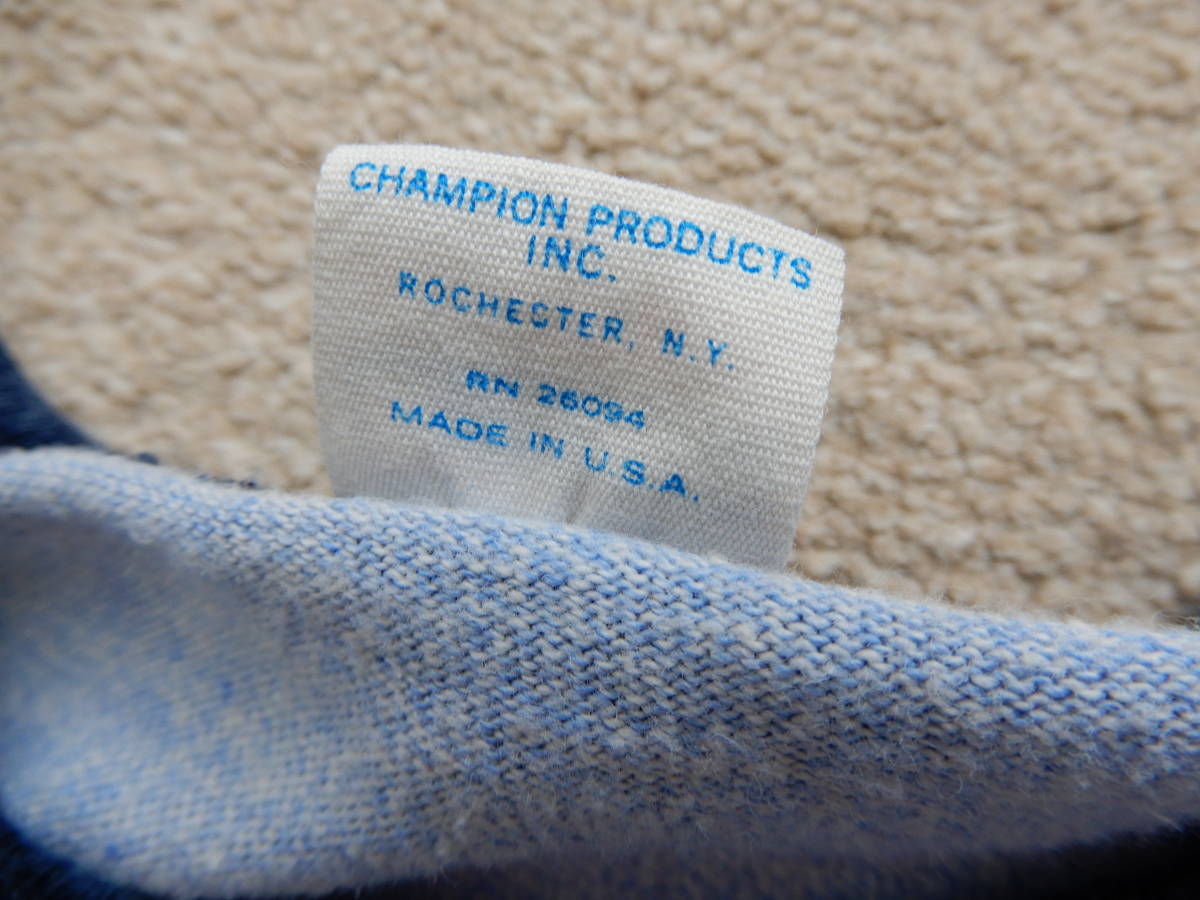 CHAMPION PRODUCTS
INC.
ROCHESTER, N.Y.
RN 26094
MADE IN U.S.A.